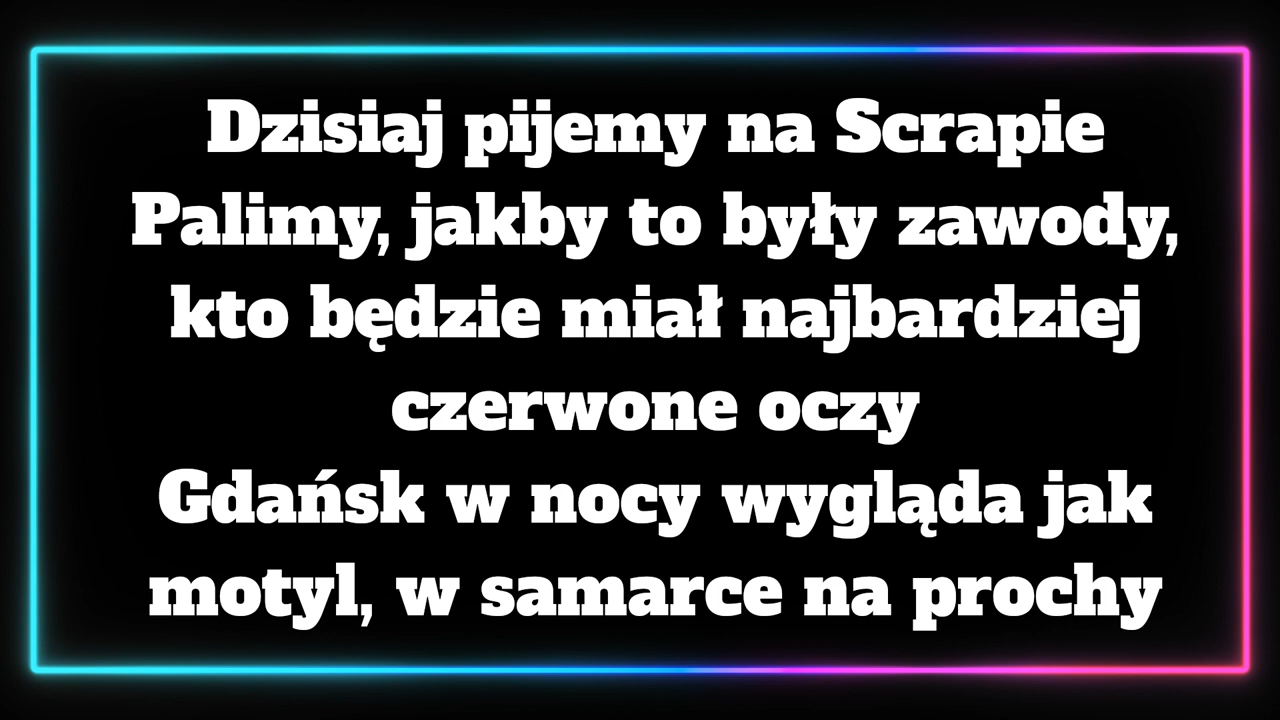 Dzisiaj pijemy na Scrapie
Palimy, jakby to były zawody,
kto będzie miał najbardziej
czerwone oczy
Gdańsk w nocy wygląda jak
motyl, w samarce na prochy